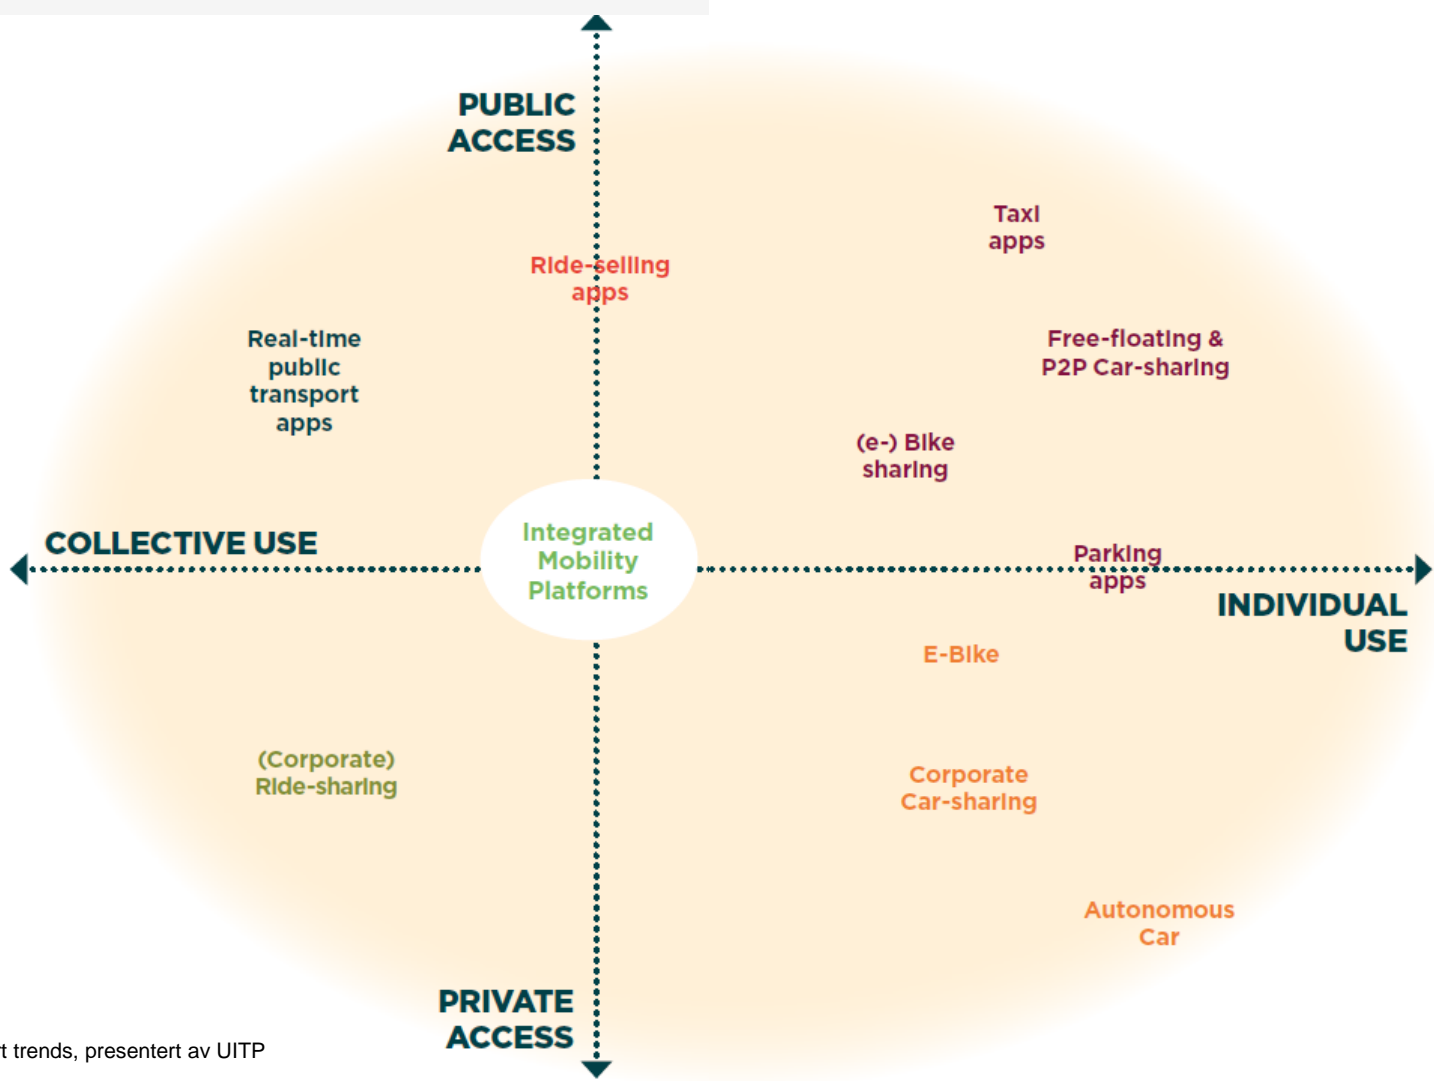 PUBLIC
ACCESS
Taxi
apps
Ride-selling
apps
Real-time
public
transport
apps
Free-floating &
P2P Car-sharing
(e-) Bike
sharing
COLLECTIVE USE
Integrated
Mobility
Platforms
Parking
apps
INDIVIDUAL
USE
E-Bike
(Corporate)
Ride-sharing
Corporate
Car-sharing
Autonomous
Car
PRIVATE
ACCESS
trends, presentert av UITP